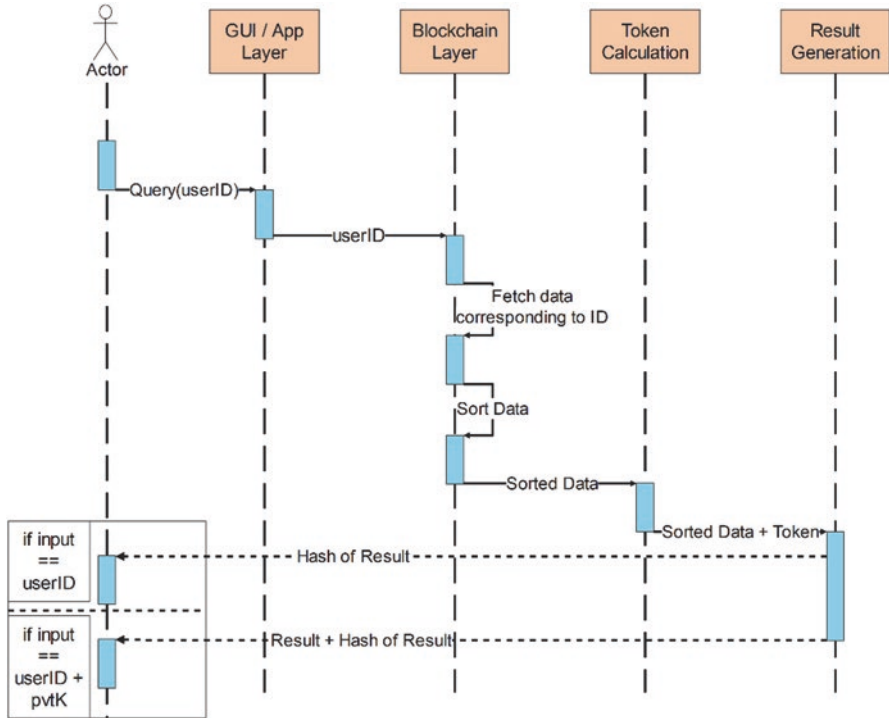 Actor
GUI / App
Layer
Blockchain
Layer
Token
Calculation
Result
Generation
Query(userID)
userID
Fetch data
corresponding to ID
Sort Data
Sorted Data
Sorted Data + Token
if input
==
userID
Hash of Result
if input
==
userID +
pvtK
Result + Hash of Result